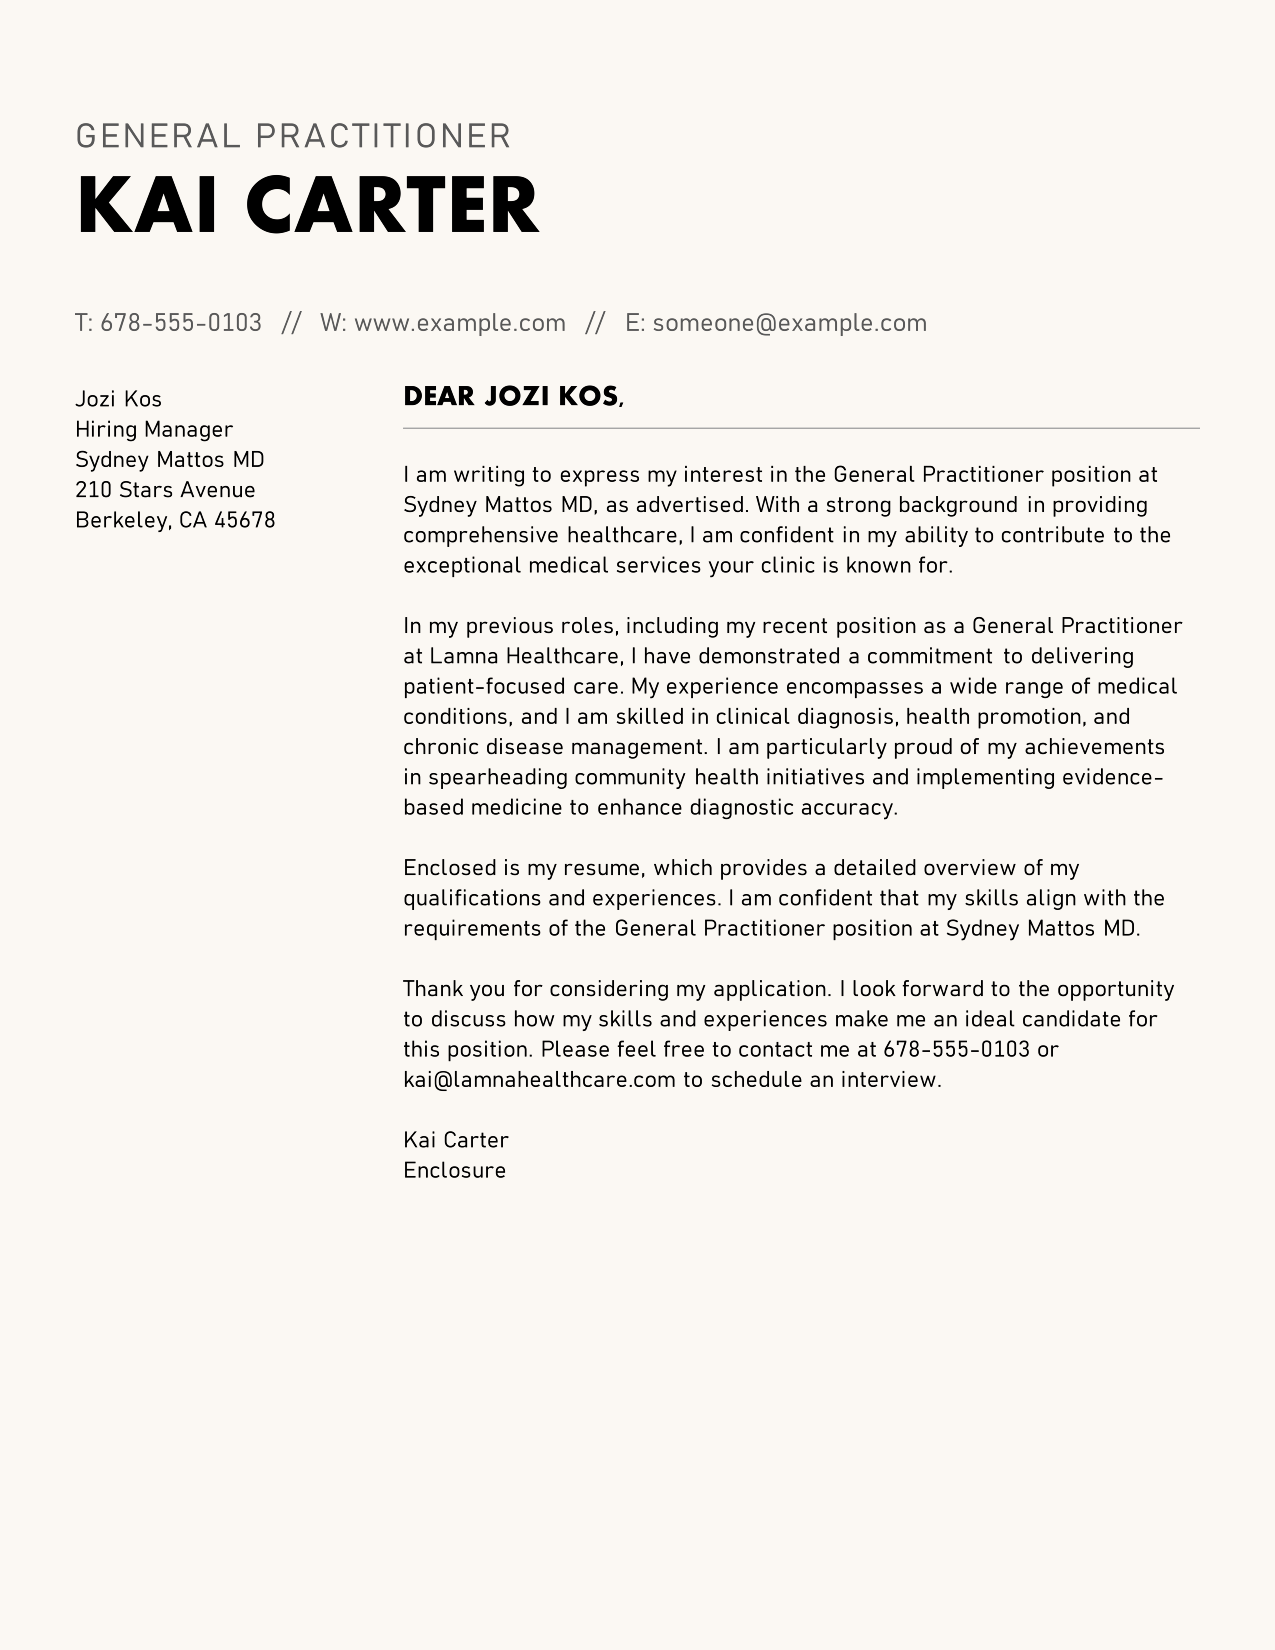 GENERAL PRACTITIONER
KAI CARTER
T: 678-555-0103 // W: www.example.com // E: someone@example.com
Jozi Kos
Hiring Manager
Sydney Mattos MD
210 Stars Avenue
Berkeley, CA 45678
DEAR JOZI KOS,
I am writing to express my interest in the General Practitioner position at
Sydney Mattos MD, as advertised. With a strong background in providing
comprehensive healthcare, I am confident in my ability to contribute to the
exceptional medical services your clinic is known for.
In my previous roles, including my recent position as a General Practitioner
at Lamna Healthcare, I have demonstrated a commitment to delivering
patient-focused care. My experience encompasses a wide range of medical
conditions, and I am skilled in clinical diagnosis, health promotion, and
chronic disease management. I am particularly proud of my achievements
in spearheading community health initiatives and implementing evidence-
based medicine to enhance diagnostic accuracy.
Enclosed is my resume, which provides a detailed overview of my
qualifications and experiences. I am confident that my skills align with the
requirements of the General Practitioner position at Sydney Mattos MD.
Thank you for considering my application. I look forward to the opportunity
to discuss how my skills and experiences make me an ideal candidate for
this position. Please feel free to contact me at 678-555-0103 or
kai@lamnahealthcare.com to schedule an interview.
Kai Carter
Enclosure